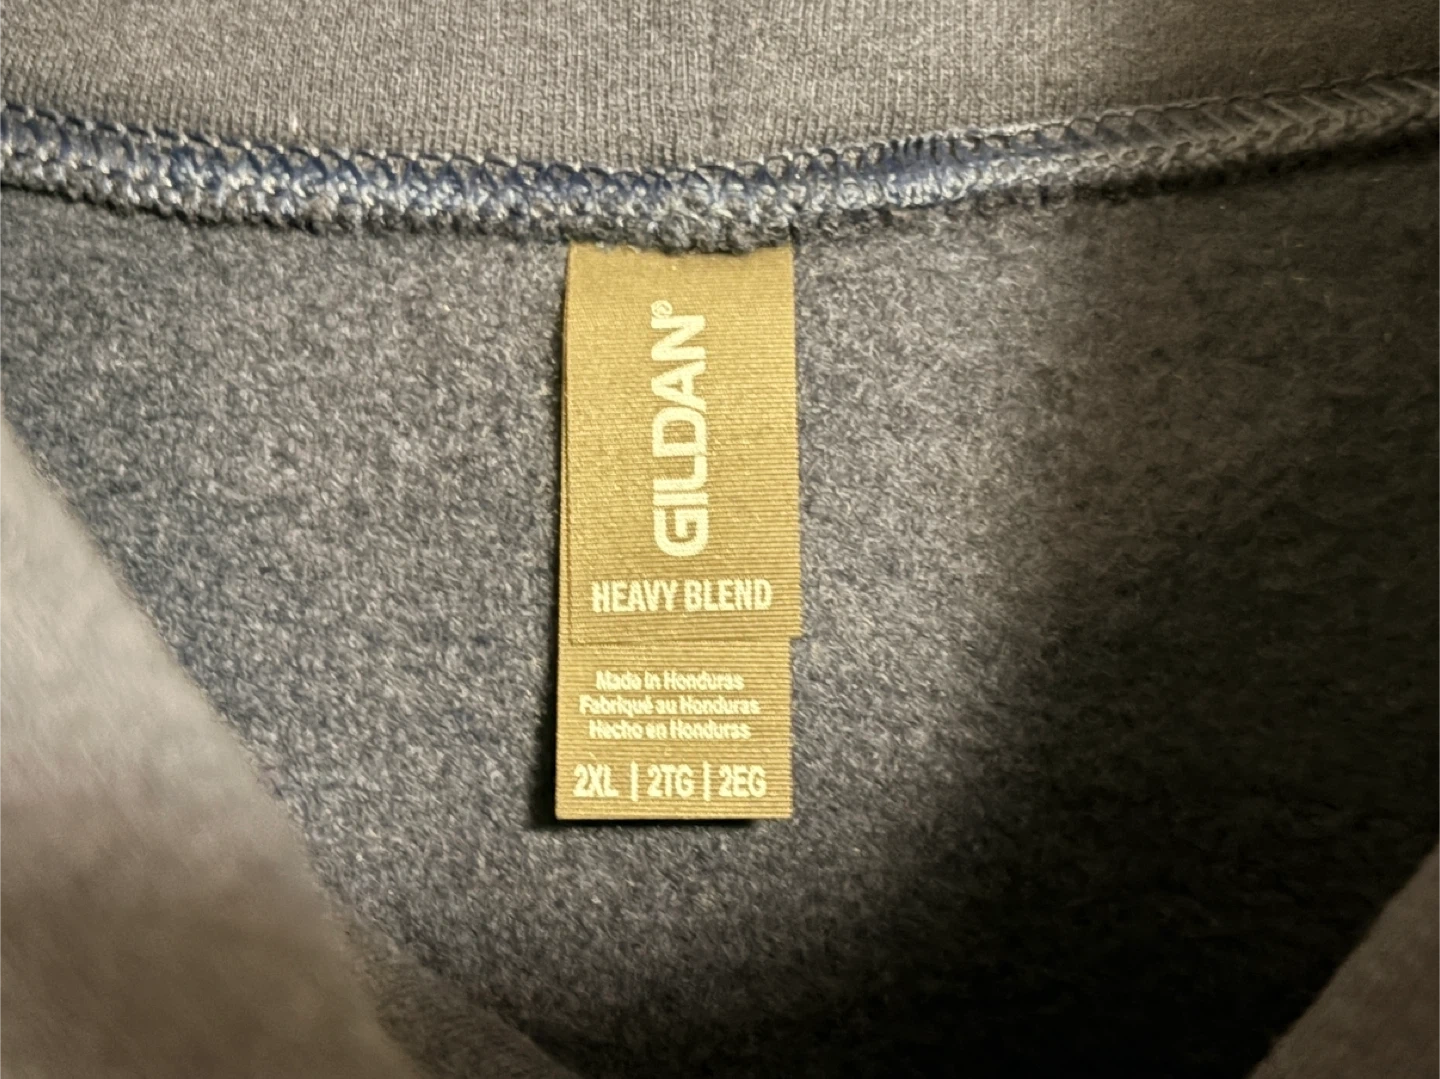 GILDAN®
HEAVY BLEND
Made in Honduras
Fabriqué au Honduras
Hecho en Honduras
2XL | 2TG | 2EG